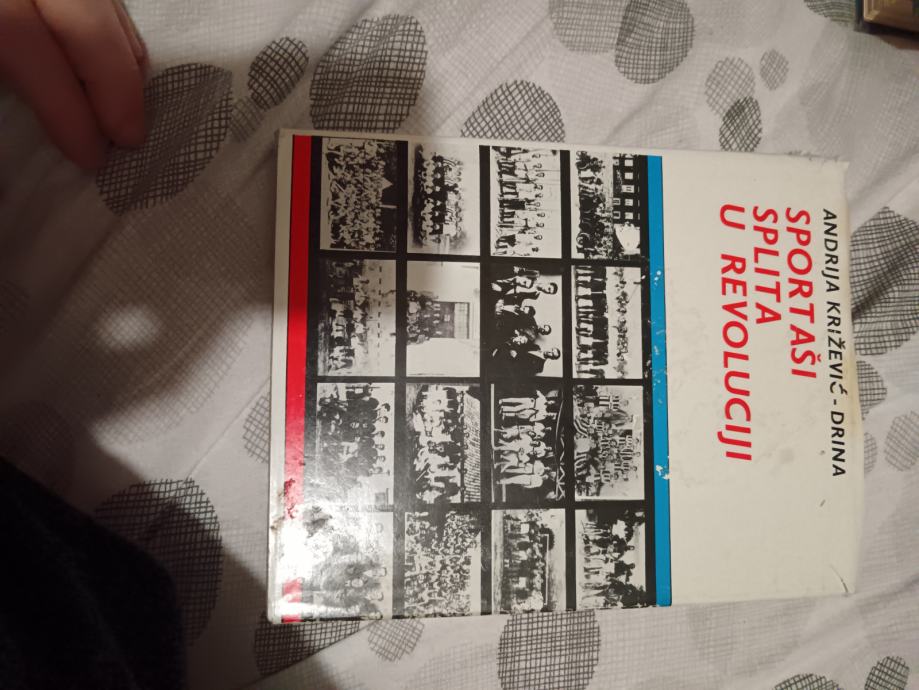 ANDRIJA KRIŽEVIĆ - DRINA
SPORTAŠI
SPLITA
U REVOLUCIJI